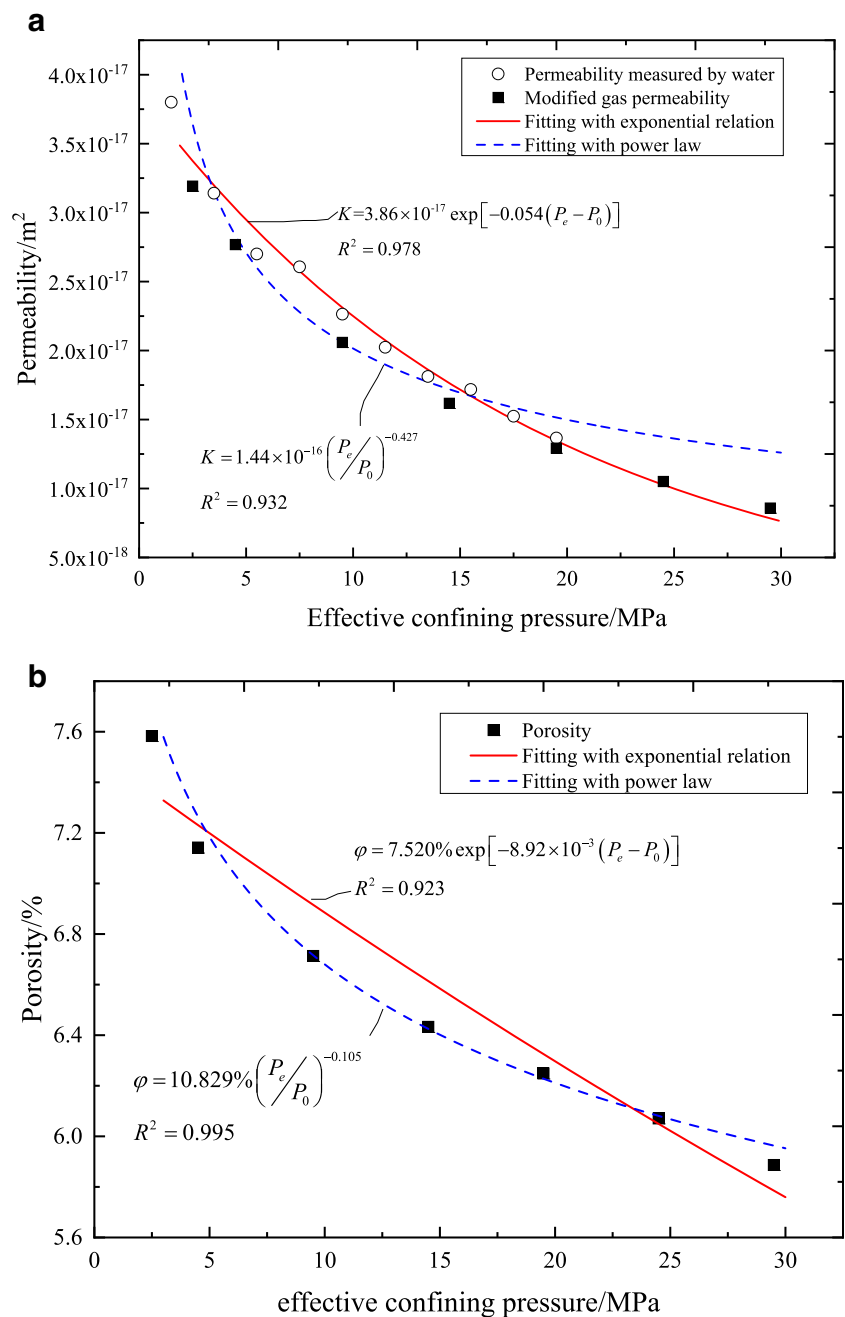 a
4.0x10⁻¹⁷
3.5x10⁻¹⁷
3.0x10⁻¹⁷
2.5x10⁻¹⁷
2.0x10⁻¹⁷
1.5x10⁻¹⁷
1.0x10⁻¹⁷
5.0x10⁻¹⁸
Permeability/m²
Permeability measured by water
Modified gas permeability
Fitting with exponential relation
Fitting with power law
K=3.86×10⁻¹⁷ exp[−0.054(Pₑ−P₀)]
R² = 0.978
K = 1.44×10⁻¹⁶(Pₑ/P₀)^−0.427
R² = 0.932
0 5 10 15 20 25 30
Effective confining pressure/MPa
b
7.6
7.2
6.8
6.4
6.0
5.6
Porosity/%
Porosity
Fitting with exponential relation
Fitting with power law
φ = 7.520% exp[−8.92×10⁻³(Pₑ−P₀)]
R² = 0.923
φ = 10.829%(Pₑ/P₀)^−0.105
R² = 0.995
0 5 10 15 20 25 30
effective confining pressure/MPa